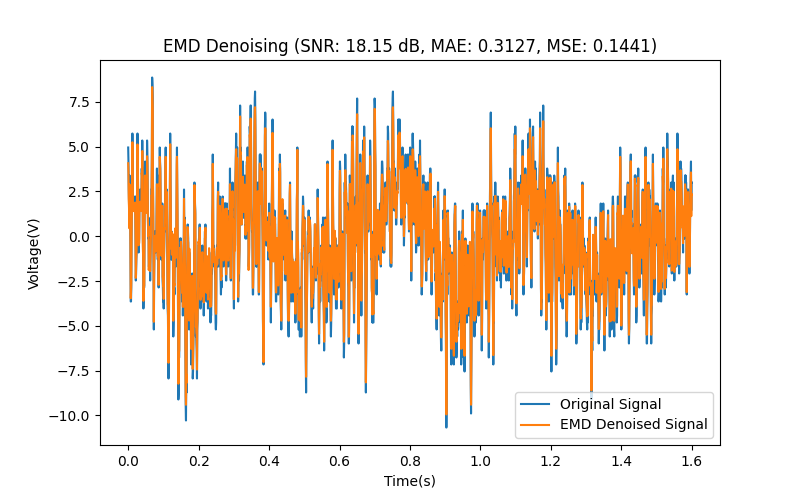 EMD Denoising (SNR: 18.15 dB, MAE: 0.3127, MSE: 0.1441)
7.5
5.0
2.5
0.0
−2.5
−5.0
−7.5
−10.0
Voltage(V)
Original Signal
EMD Denoised Signal
0.0 0.2 0.4 0.6 0.8 1.0 1.2 1.4 1.6
Time(s)